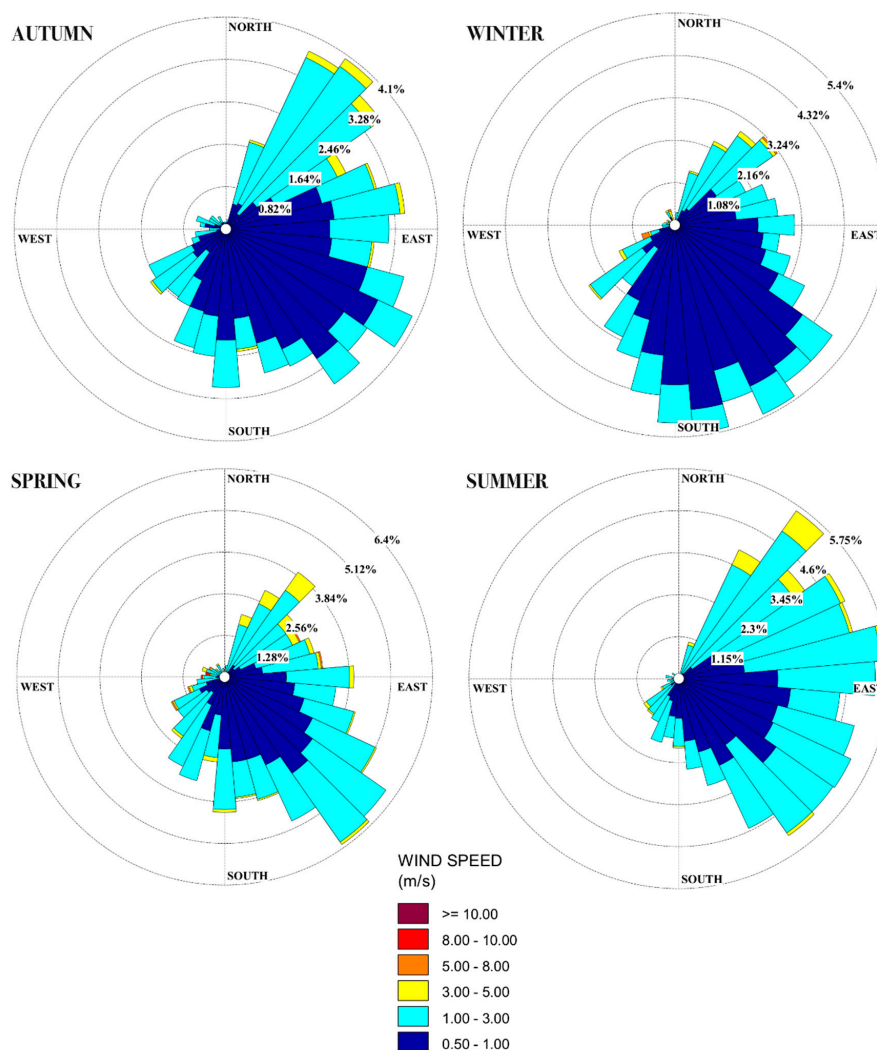 AUTUMN
NORTH
4.1%
3.28%
2.46%
1.64%
0.82%
WEST
EAST
SOUTH
WINTER
NORTH
5.4%
4.32%
3.24%
2.16%
1.08%
WEST
EAST
SOUTH
SPRING
NORTH
6.4%
5.12%
3.84%
2.56%
1.28%
WEST
EAST
SOUTH
SUMMER
NORTH
5.75%
4.6%
3.45%
2.3%
1.15%
WEST
EAST
SOUTH
WIND SPEED
(m/s)
>= 10.00
8.00 - 10.00
5.00 - 8.00
3.00 - 5.00
1.00 - 3.00
0.50 - 1.00